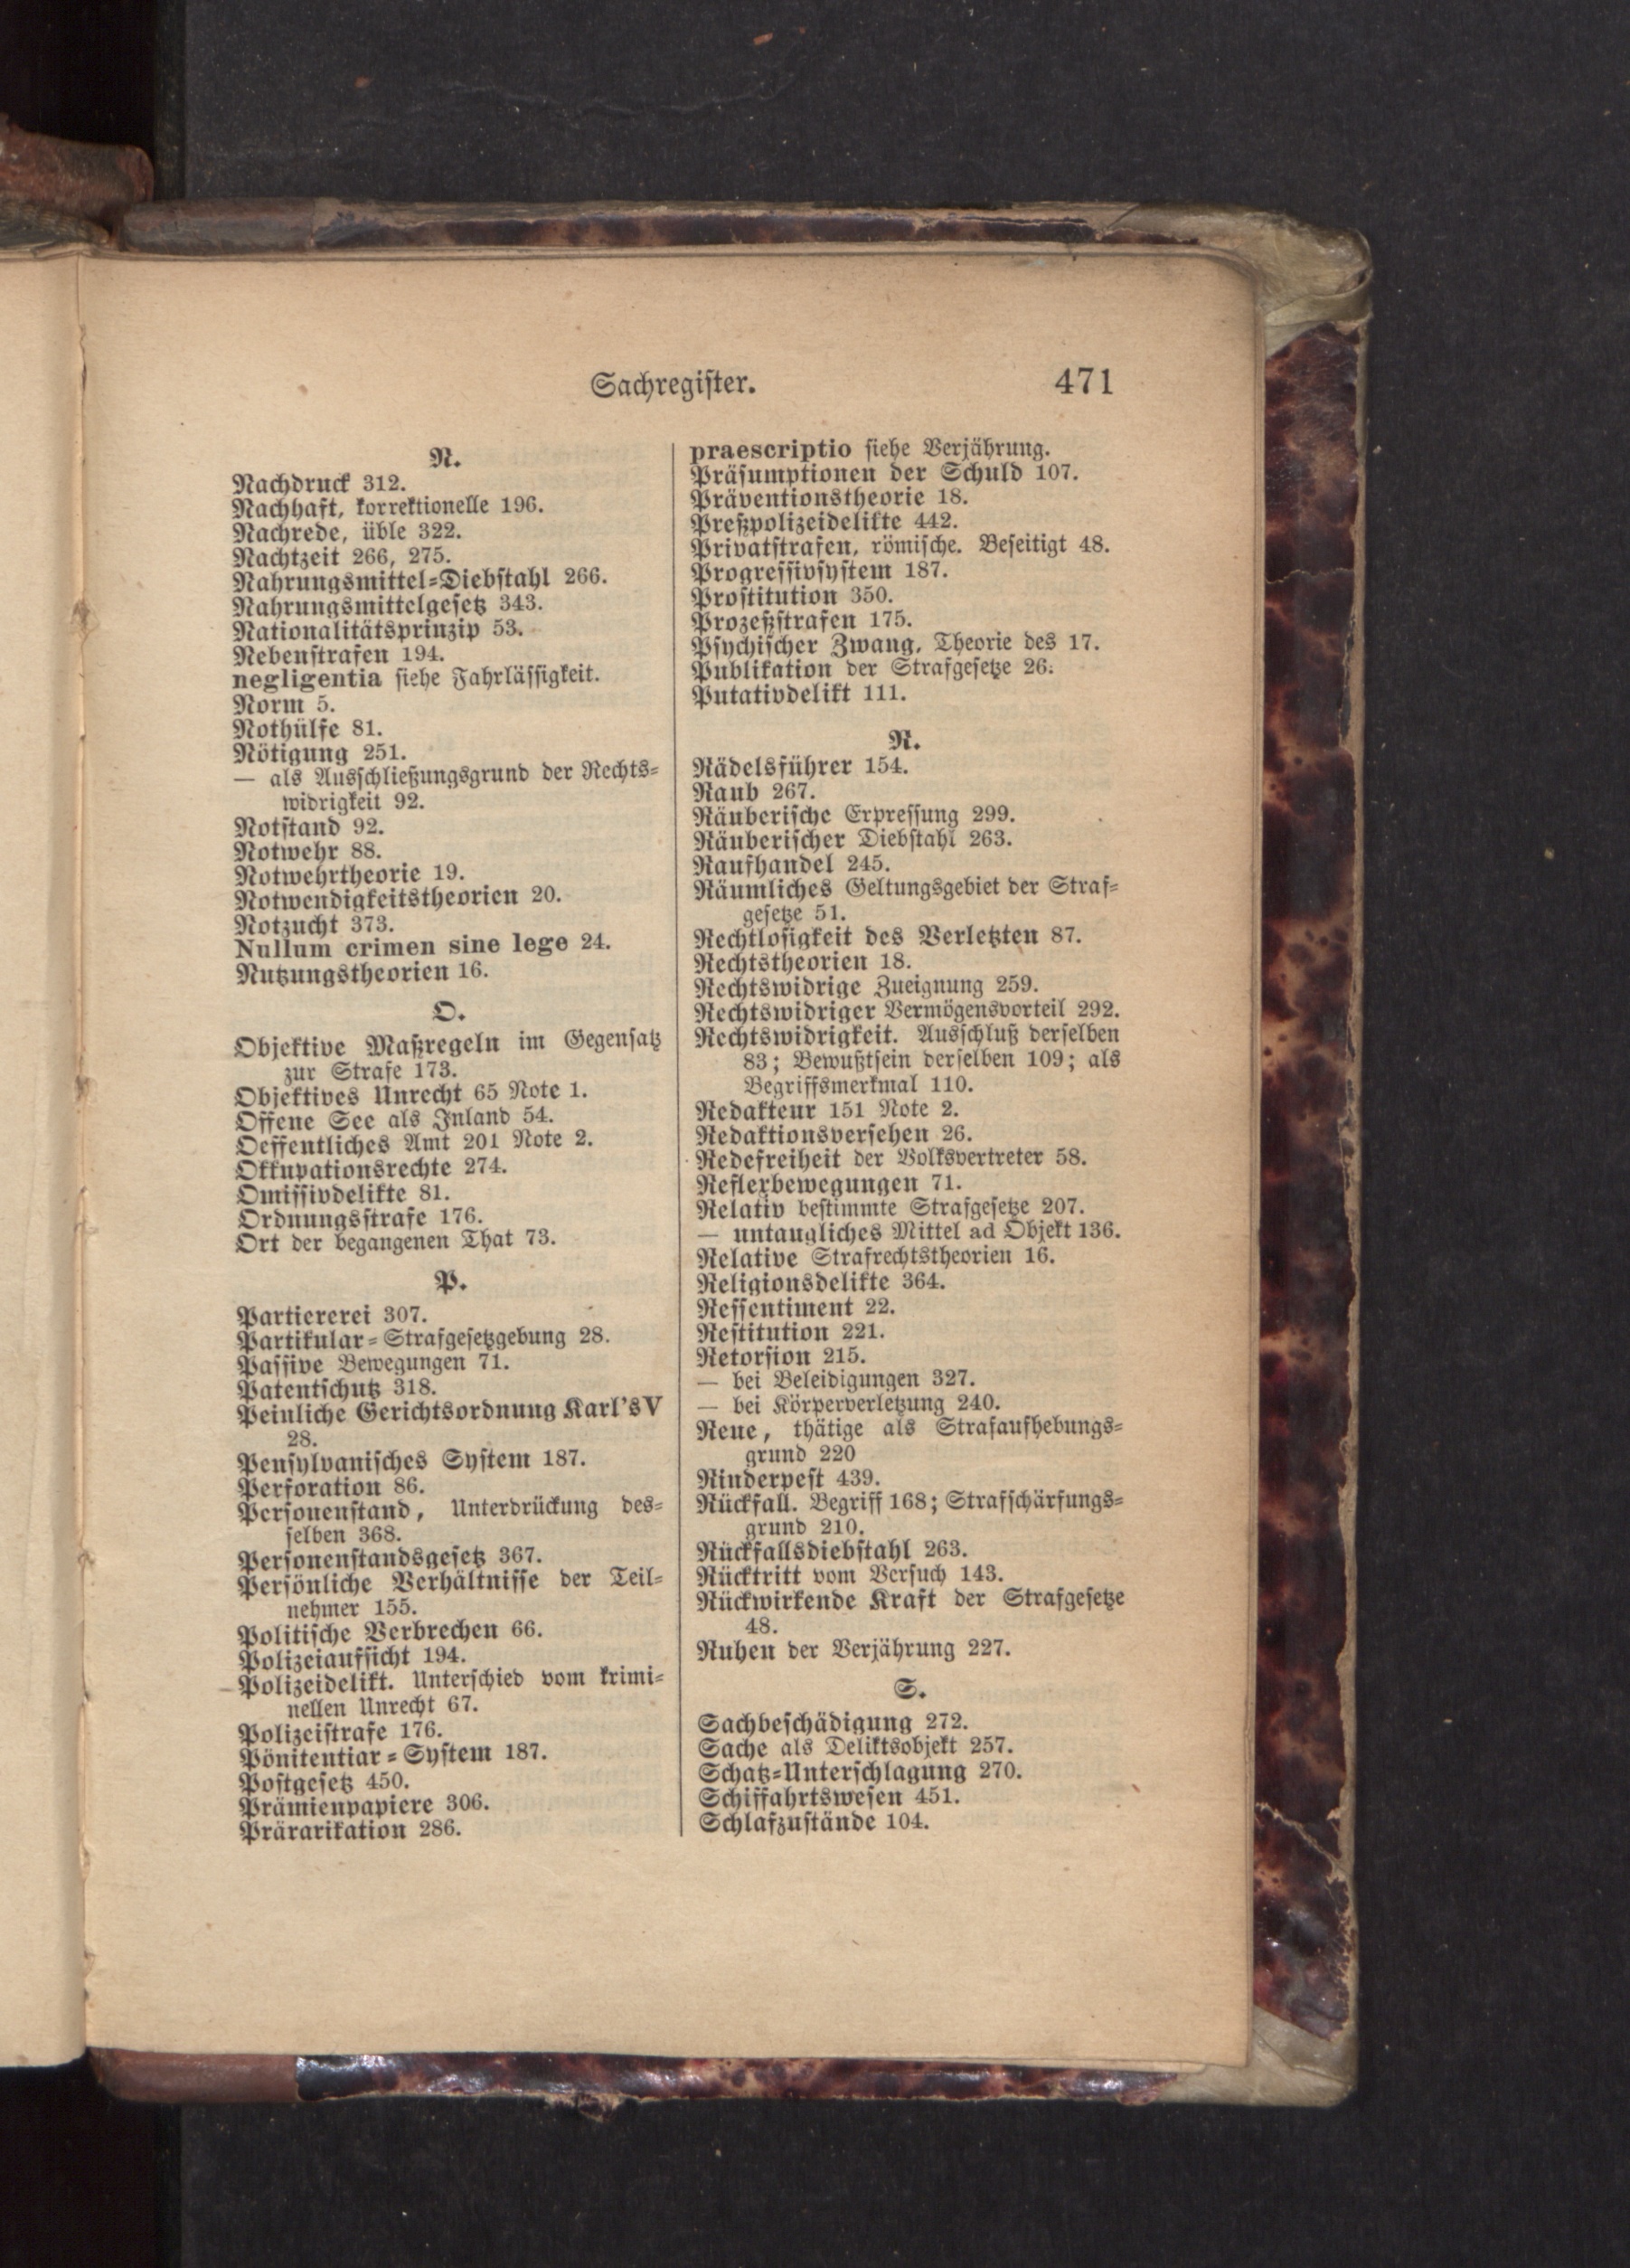 Sachregister.
471
N.
Nachdruck 312.
Nachhaft, korrektionelle 196.
Nachrede, üble 322.
Nachtzeit 266, 275.
Nahrungsmittel=Diebstahl 266.
Nahrungsmittelgesetz 343.
Nationalitätsprinzip 53.
Nebenstrafen 194.
negligentia siehe Fahrlässigkeit.
Norm 5.
Nothülfe 81.
Nötigung 251.
— als Ausschließungsgrund der Rechts=
widrigkeit 92.
Notstand 92.
Notwehr 88.
Notwehrtheorie 19.
Notwendigkeitstheorien 20.
Notzucht 373.
Nullum crimen sine lege 24.
Nutzungstheorien 16.
O.
Objektive Maßregeln im Gegensatz
zur Strafe 173.
Objektives Unrecht 65 Note 1.
Offene See als Inland 54.
Oeffentliches Amt 201 Note 2.
Okkupationsrechte 274.
Omissivdelikte 81.
Ordnungsstrafe 176.
Ort der begangenen That 73.
P.
Partiererei 307.
Partikular=Strafgesetzgebung 28.
Passive Bewegungen 71.
Patentschutz 318.
Peinliche Gerichtsordnung Karl's V
28.
Pensylvanisches System 187.
Perforation 86.
Personenstand, Unterdrückung des=
selben 368.
Personenstandsgesetz 367.
Persönliche Verhältnisse der Teil=
nehmer 155.
Politische Verbrechen 66.
Polizeiaufsicht 194.
Polizeidelikt. Unterschied vom krimi=
nellen Unrecht 67.
Polizeistrafe 176.
Pönitentiar=System 187.
Postgesetz 450.
Prämienpapiere 306.
Prärarikation 286.
praescriptio siehe Verjährung.
Präsumptionen der Schuld 107.
Präventionstheorie 18.
Preßpolizeidelikte 442.
Privatstrafen, römische. Beseitigt 48.
Progressivsystem 187.
Prostitution 350.
Prozeßstrafen 175.
Psychischer Zwang, Theorie des 17.
Publikation der Strafgesetze 26.
Putativdelikt 111.
R.
Rädelsführer 154.
Raub 267.
Räuberische Erpressung 299.
Räuberischer Diebstahl 263.
Raufhandel 245.
Räumliches Geltungsgebiet der Straf=
gesetze 51.
Rechtlosigkeit des Verletzten 87.
Rechtstheorien 18.
Rechtswidrige Zueignung 259.
Rechtswidriger Vermögensvorteil 292.
Rechtswidrigkeit. Ausschluß derselben
83; Bewußtsein derselben 109; als
Begriffsmerkmal 110.
Redakteur 151 Note 2.
Redaktionsversehen 26.
Redefreiheit der Volksvertreter 58.
Reflexbewegungen 71.
Relativ bestimmte Strafgesetze 207.
— untaugliches Mittel ad Objekt 136.
Relative Strafrechtstheorien 16.
Religionsdelikte 364.
Ressentiment 22.
Restitution 221.
Retorsion 215.
— bei Beleidigungen 327.
— bei Körperverletzung 240.
Reue, thätige als Strafaufhebungs=
grund 220
Rinderpest 439.
Rückfall. Begriff 168; Strafschärfungs=
grund 210.
Rückfallsdiebstahl 263.
Rücktritt vom Versuch 143.
Rückwirkende Kraft der Strafgesetze
48.
Ruhen der Verjährung 227.
S.
Sachbeschädigung 272.
Sache als Deliktsobjekt 257.
Schatz=Unterschlagung 270.
Schiffahrtswesen 451.
Schlafzustände 104.